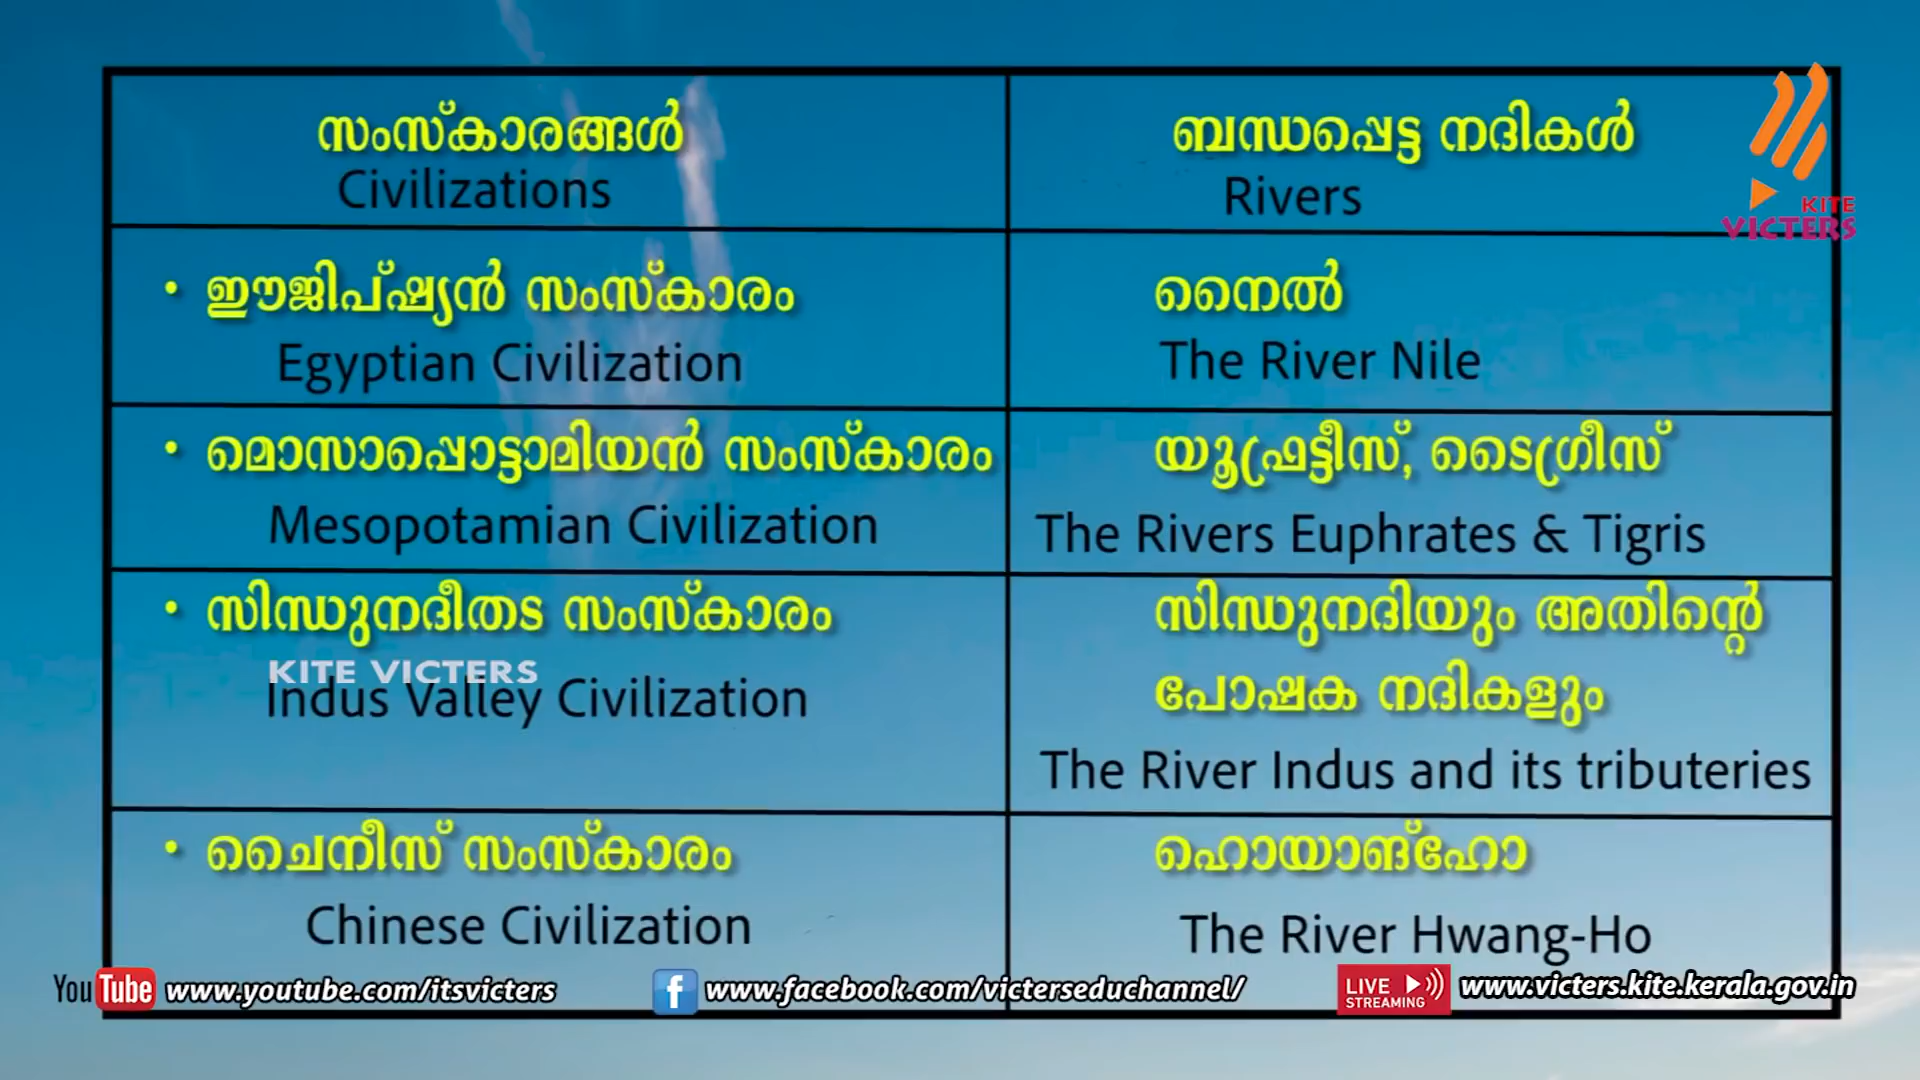 സംസ്കാരങ്ങൾ
Civilizations
ബന്ധപ്പെട്ട നദികൾ
Rivers
KITE
VICTERS
• ഈജിപ്ഷ്യൻ സംസ്കാരം
Egyptian Civilization
നൈൽ
The River Nile
• മൊസാപ്പൊട്ടാമിയൻ സംസ്കാരം
Mesopotamian Civilization
യൂഫ്രട്ടീസ്, ടൈഗ്രീസ്
The Rivers Euphrates & Tigris
• സിന്ധുനദീതട സംസ്കാരം
KITE VICTERS
Indus Valley Civilization
സിന്ധുനദിയും അതിന്റെ
പോഷക നദികളും
The River Indus and its tributeries
• ചൈനീസ് സംസ്കാരം
Chinese Civilization
ഹൊയാങ്ഹോ
The River Hwang-Ho
YouTube www.youtube.com/itsvicters
f www.facebook.com/victerseduchannel/
LIVE
STREAMING
www.victers.kite.kerala.gov.in